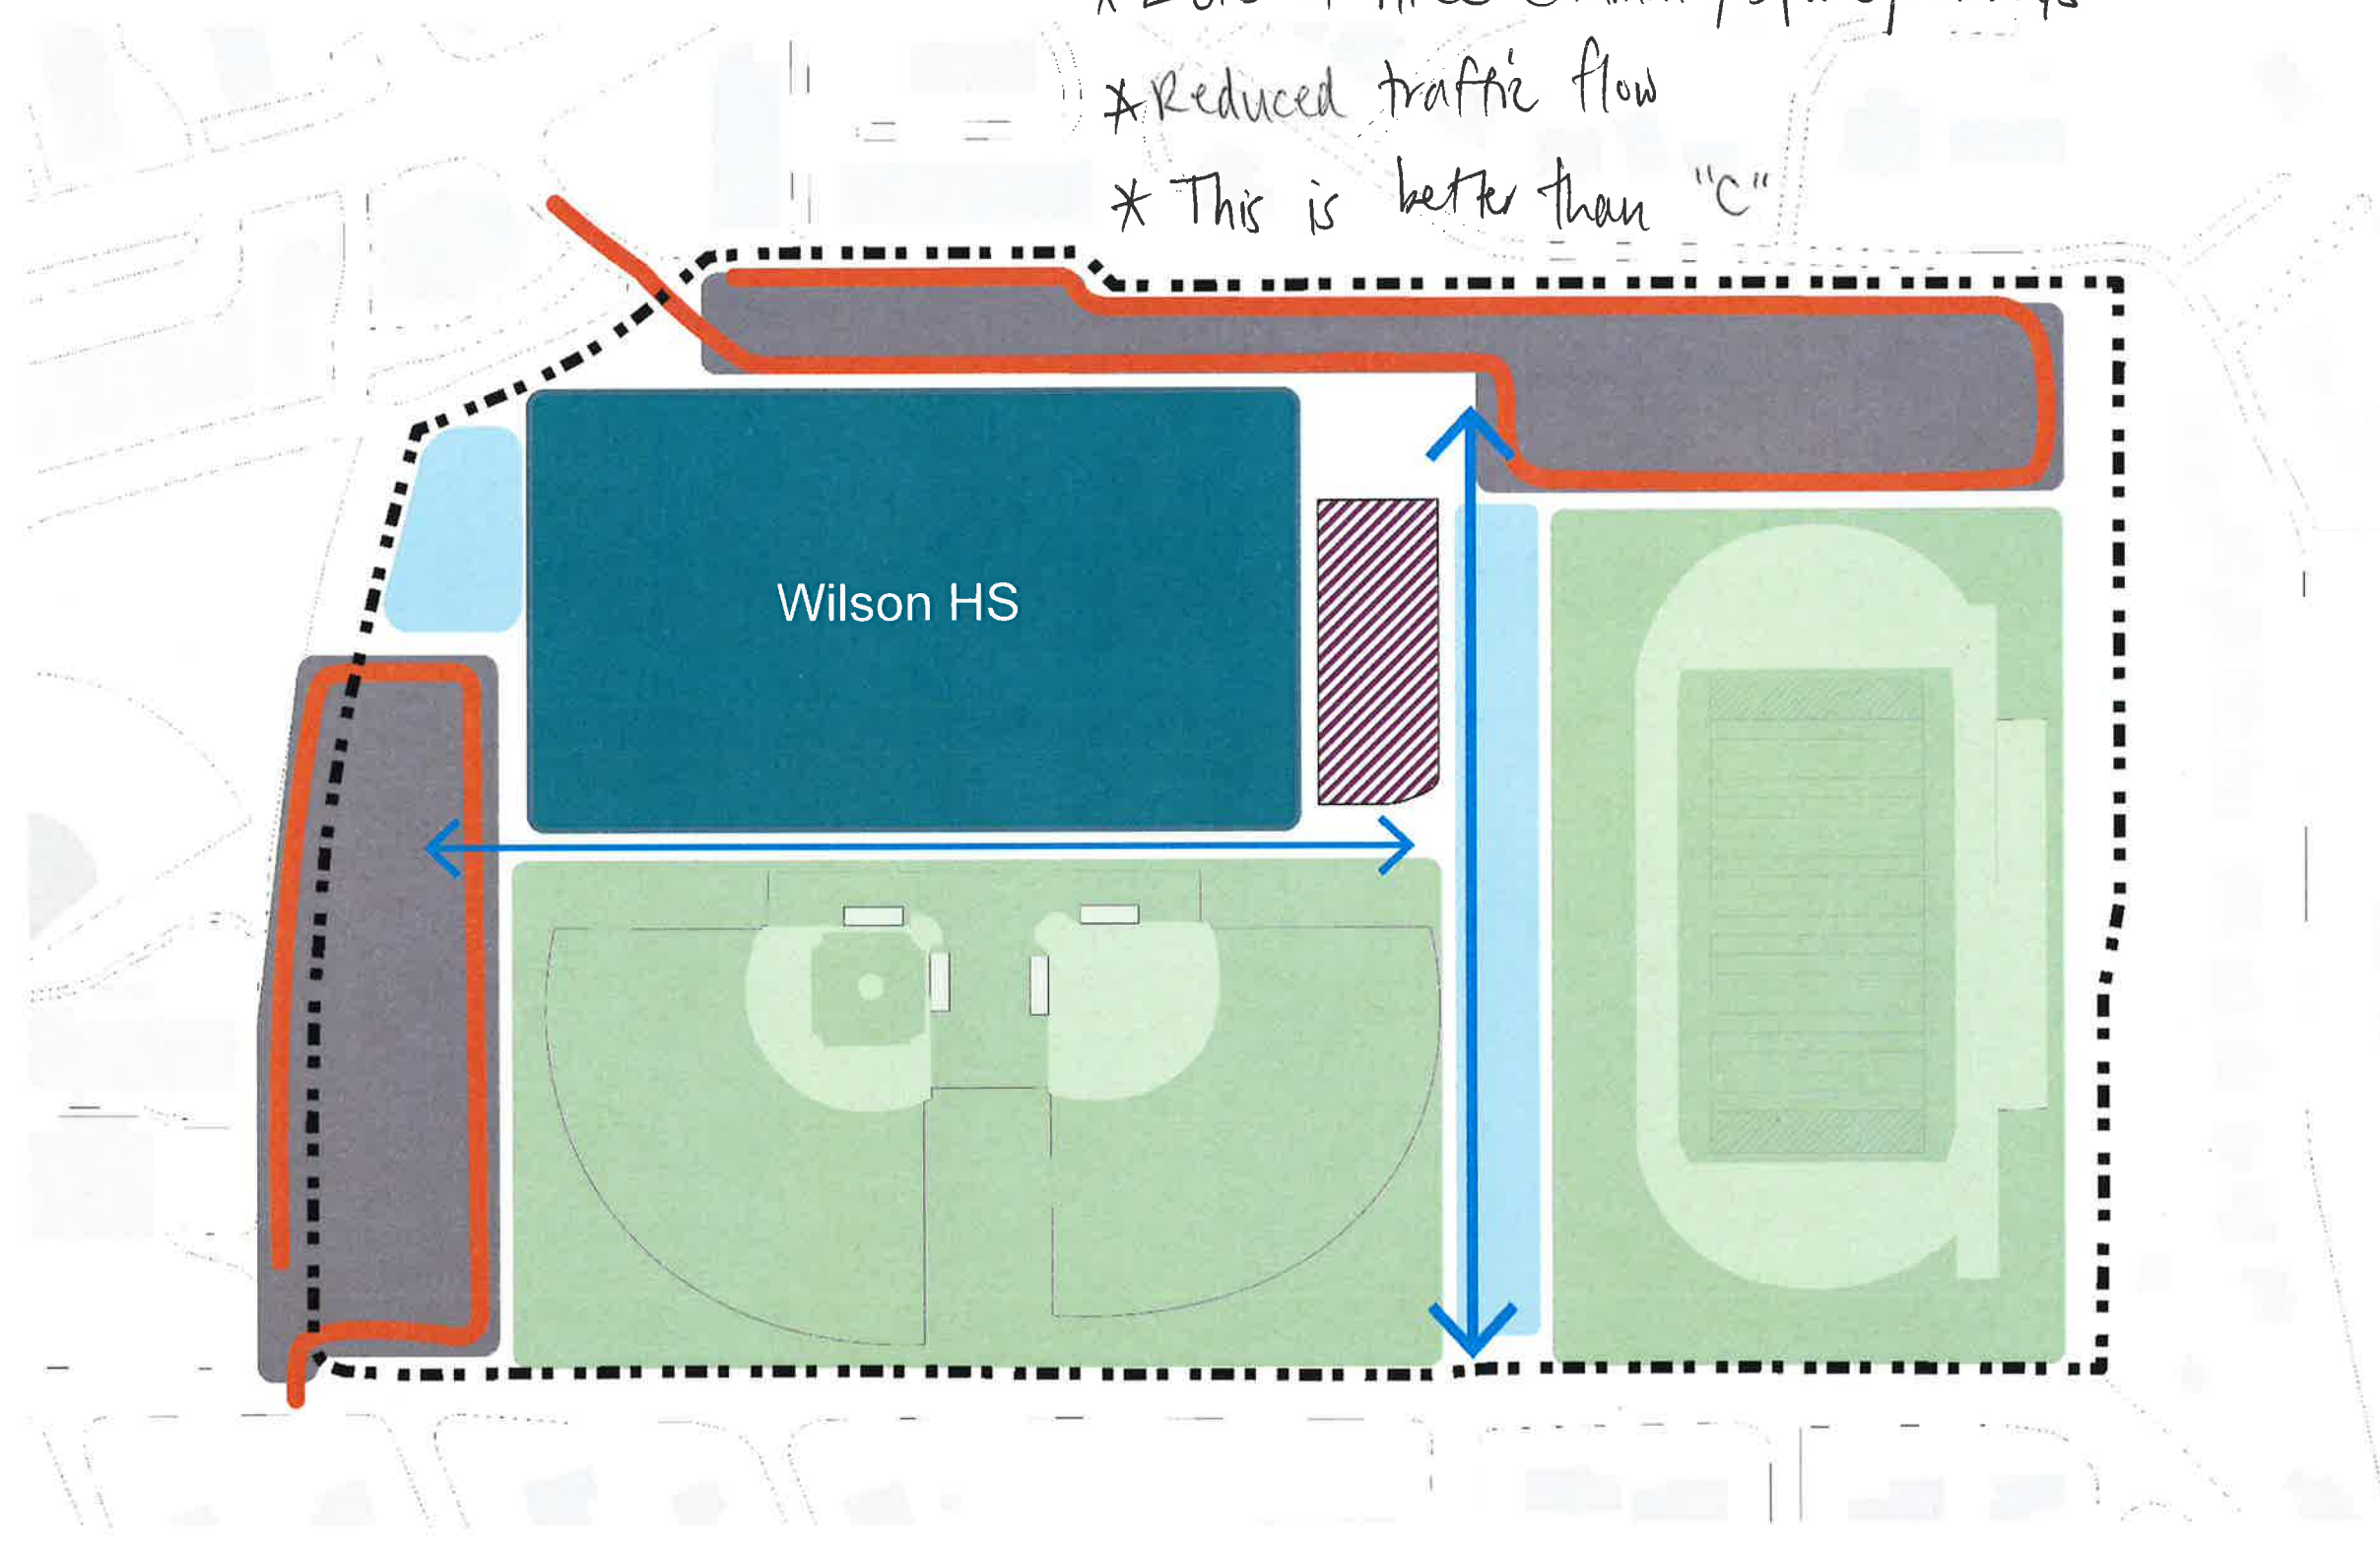 * Reduced traffic flow
* This is better than "C"
Wilson HS